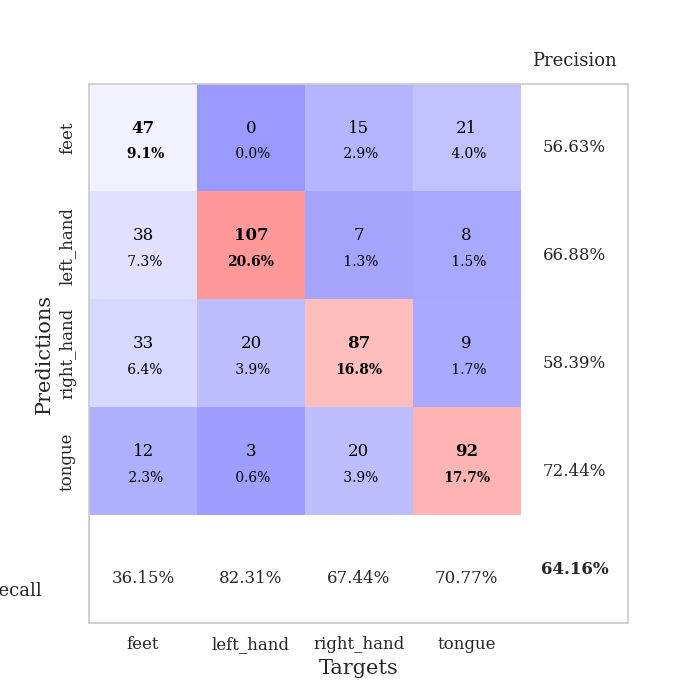 Precision
feet 47 0 15 21 56.63%
9.1% 0.0% 2.9% 4.0%
left_hand 38 107 7 8 66.88%
7.3% 20.6% 1.3% 1.5%
Predictions
right_hand 33 20 87 9 58.39%
6.4% 3.9% 16.8% 1.7%
tongue 12 3 20 92 72.44%
2.3% 0.6% 3.9% 17.7%
ecall 36.15% 82.31% 67.44% 70.77% 64.16%
feet left_hand right_hand tongue
Targets